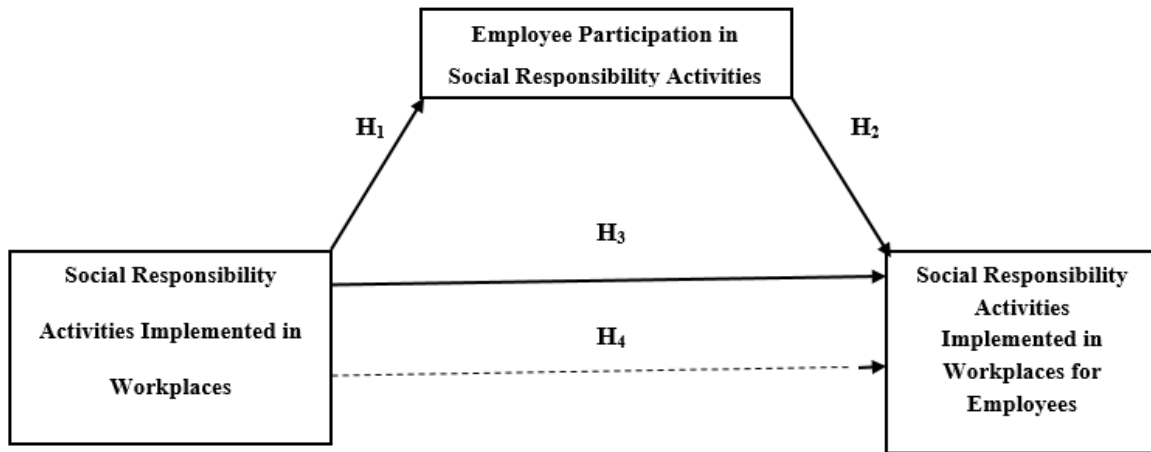 Employee Participation in
Social Responsibility Activities
H₁
H₂
H₃
Social Responsibility
Activities Implemented in
Workplaces
H₄
Social Responsibility
Activities
Implemented in
Workplaces for
Employees